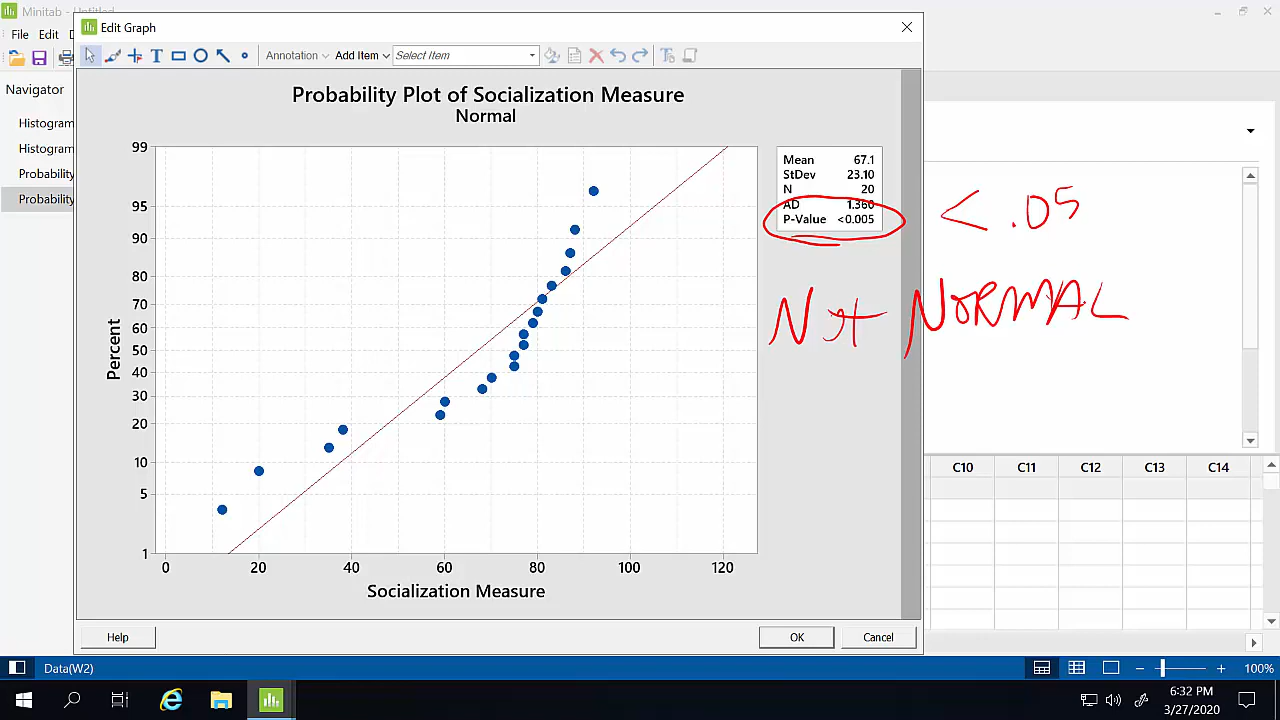 Minitab - Untitled
Edit Graph
File Edit
Annotation Add Item Select Item
Navigator
Histogram
Histogram
Probability
Probability
Probability Plot of Socialization Measure
Normal
99
95
90
80
70
60
50
40
30
20
10
5
1
Percent
0 20 40 60 80 100 120
Socialization Measure
Mean 67.1
StDev 23.10
N 20
AD 1.360
P-Value <0.005
< .05
Not NORMAL
C10 C11 C12 C13 C14
Help OK Cancel
Data(W2) 100%
6:32 PM
3/27/2020